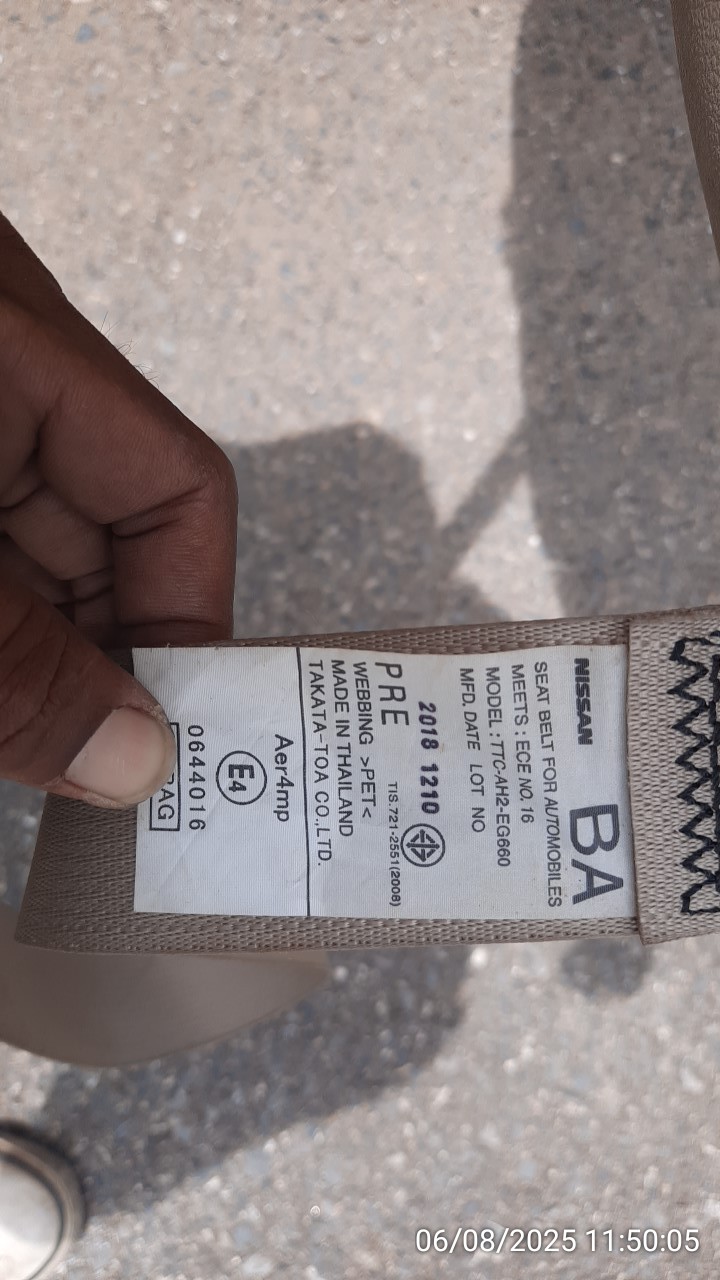 NISSAN BA
SEAT BELT FOR AUTOMOBILES
MEETS : ECE NO. 16
MODEL : TTC-AH2-EG660
MFD. DATE LOT NO
2018 1210
PRE TIS.721-2551(2008)
WEBBING >PET<
MADE IN THAILAND
TAKATA-TOA CO.,LTD.
Aer4mp
E4
0644016
06/08/2025 11:50:05